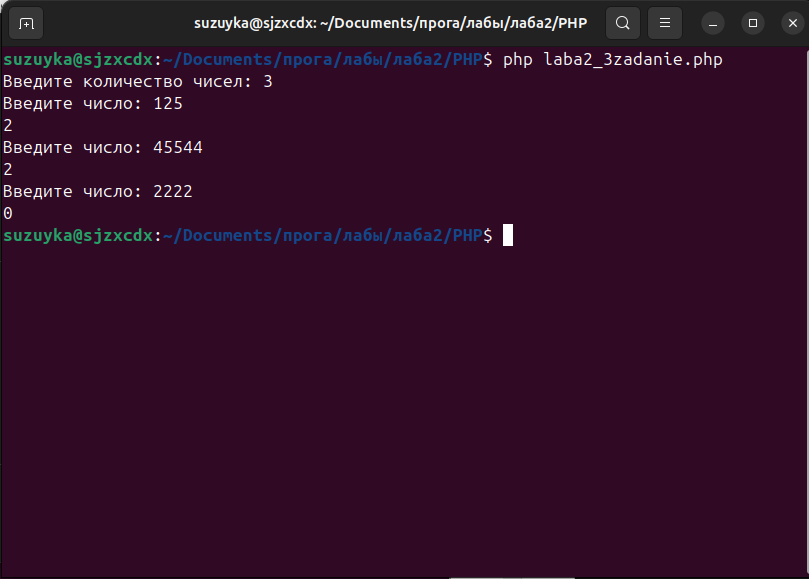 suzuyka@sjzxcdx: ~/Documents/прога/лабы/лаба2/PHP
suzuyka@sjzxcdx:~/Documents/прога/лабы/лаба2/PHP$ php laba2_3zadanie.php
Введите количество чисел: 3
Введите число: 125
2
Введите число: 45544
2
Введите число: 2222
0
suzuyka@sjzxcdx:~/Documents/прога/лабы/лаба2/PHP$